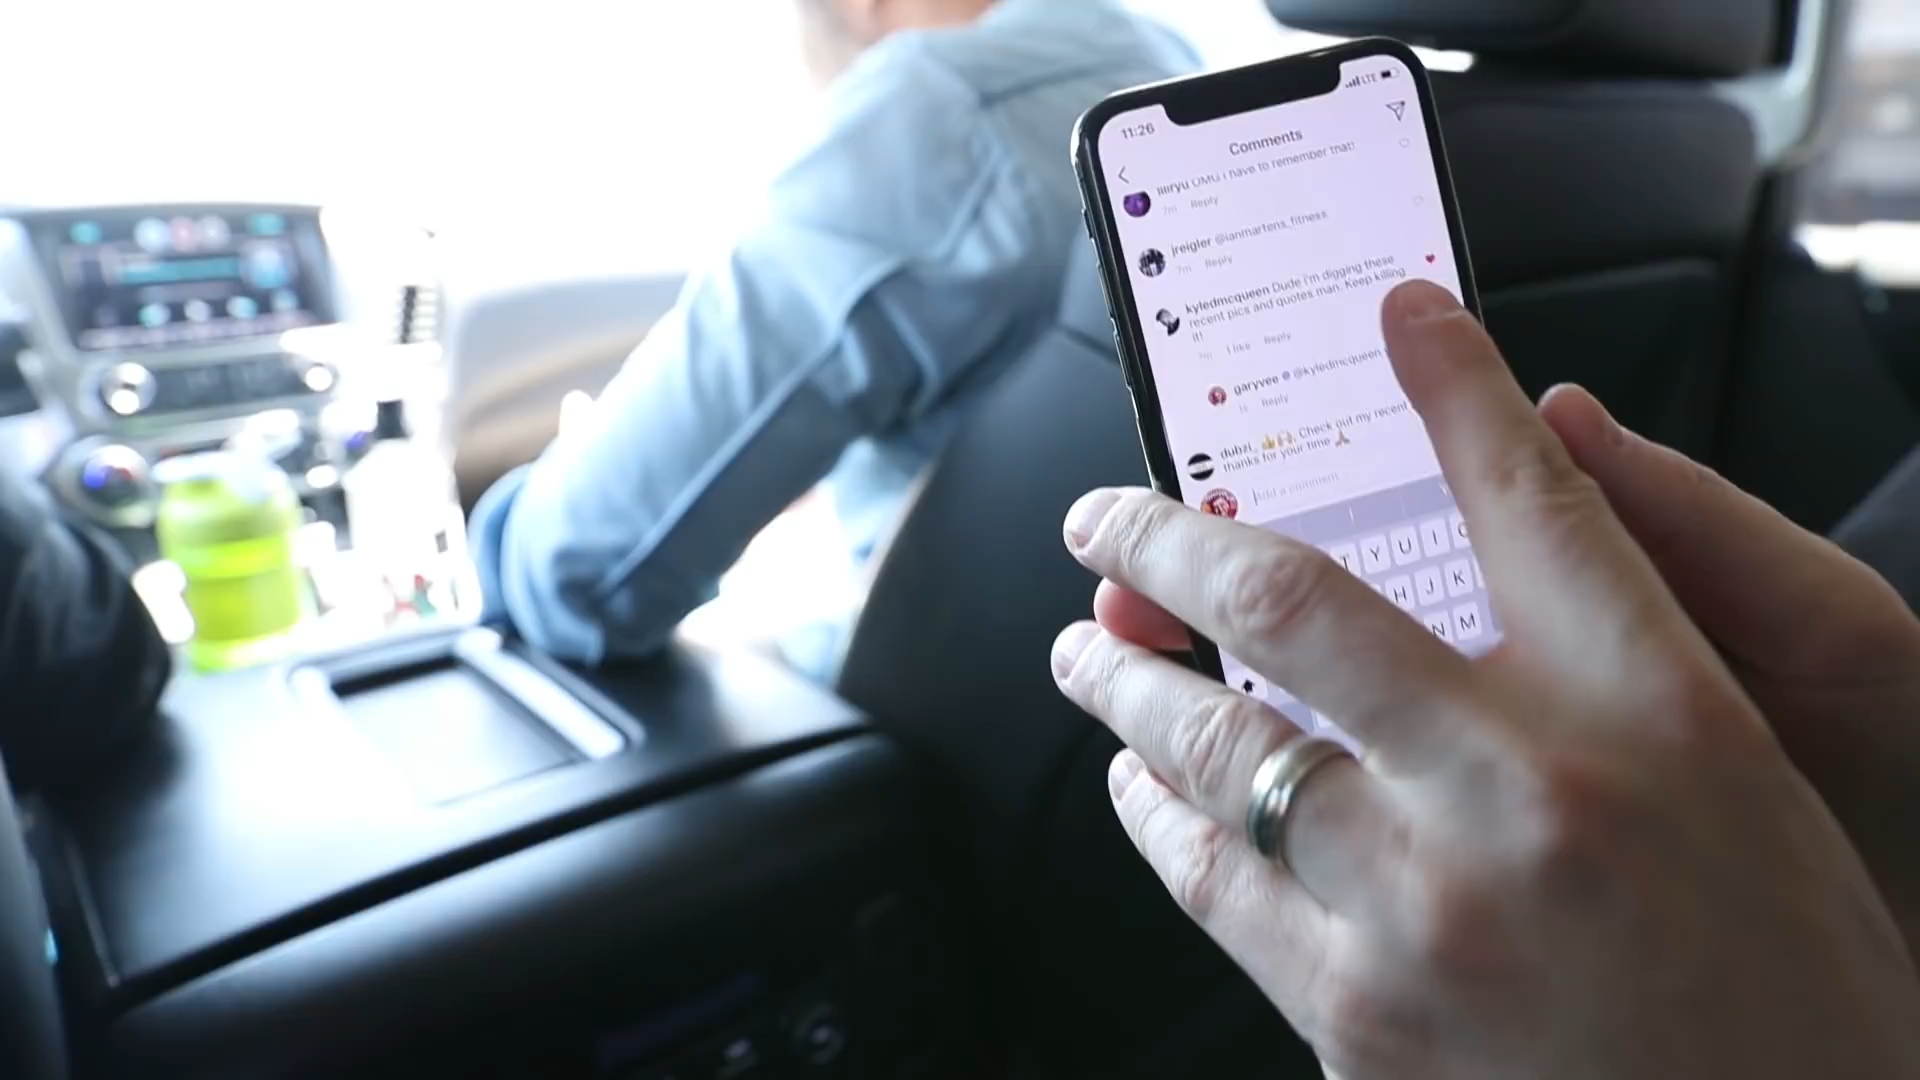 11:26
LTE
Comments
OMG i have to remember that!
7m Reply
jreigler @ianmartens_fitness
7m Reply
kyledmcqueen Dude i'm digging these
recent pics and quotes man. Keep killing
it!
7m 1 like Reply
garyvee @kyledmcqueen
1s Reply
dubzi_ 👍🙌. Check out my recent
thanks for your time 🙏
Add a comment
T Y U I
H J K
N M